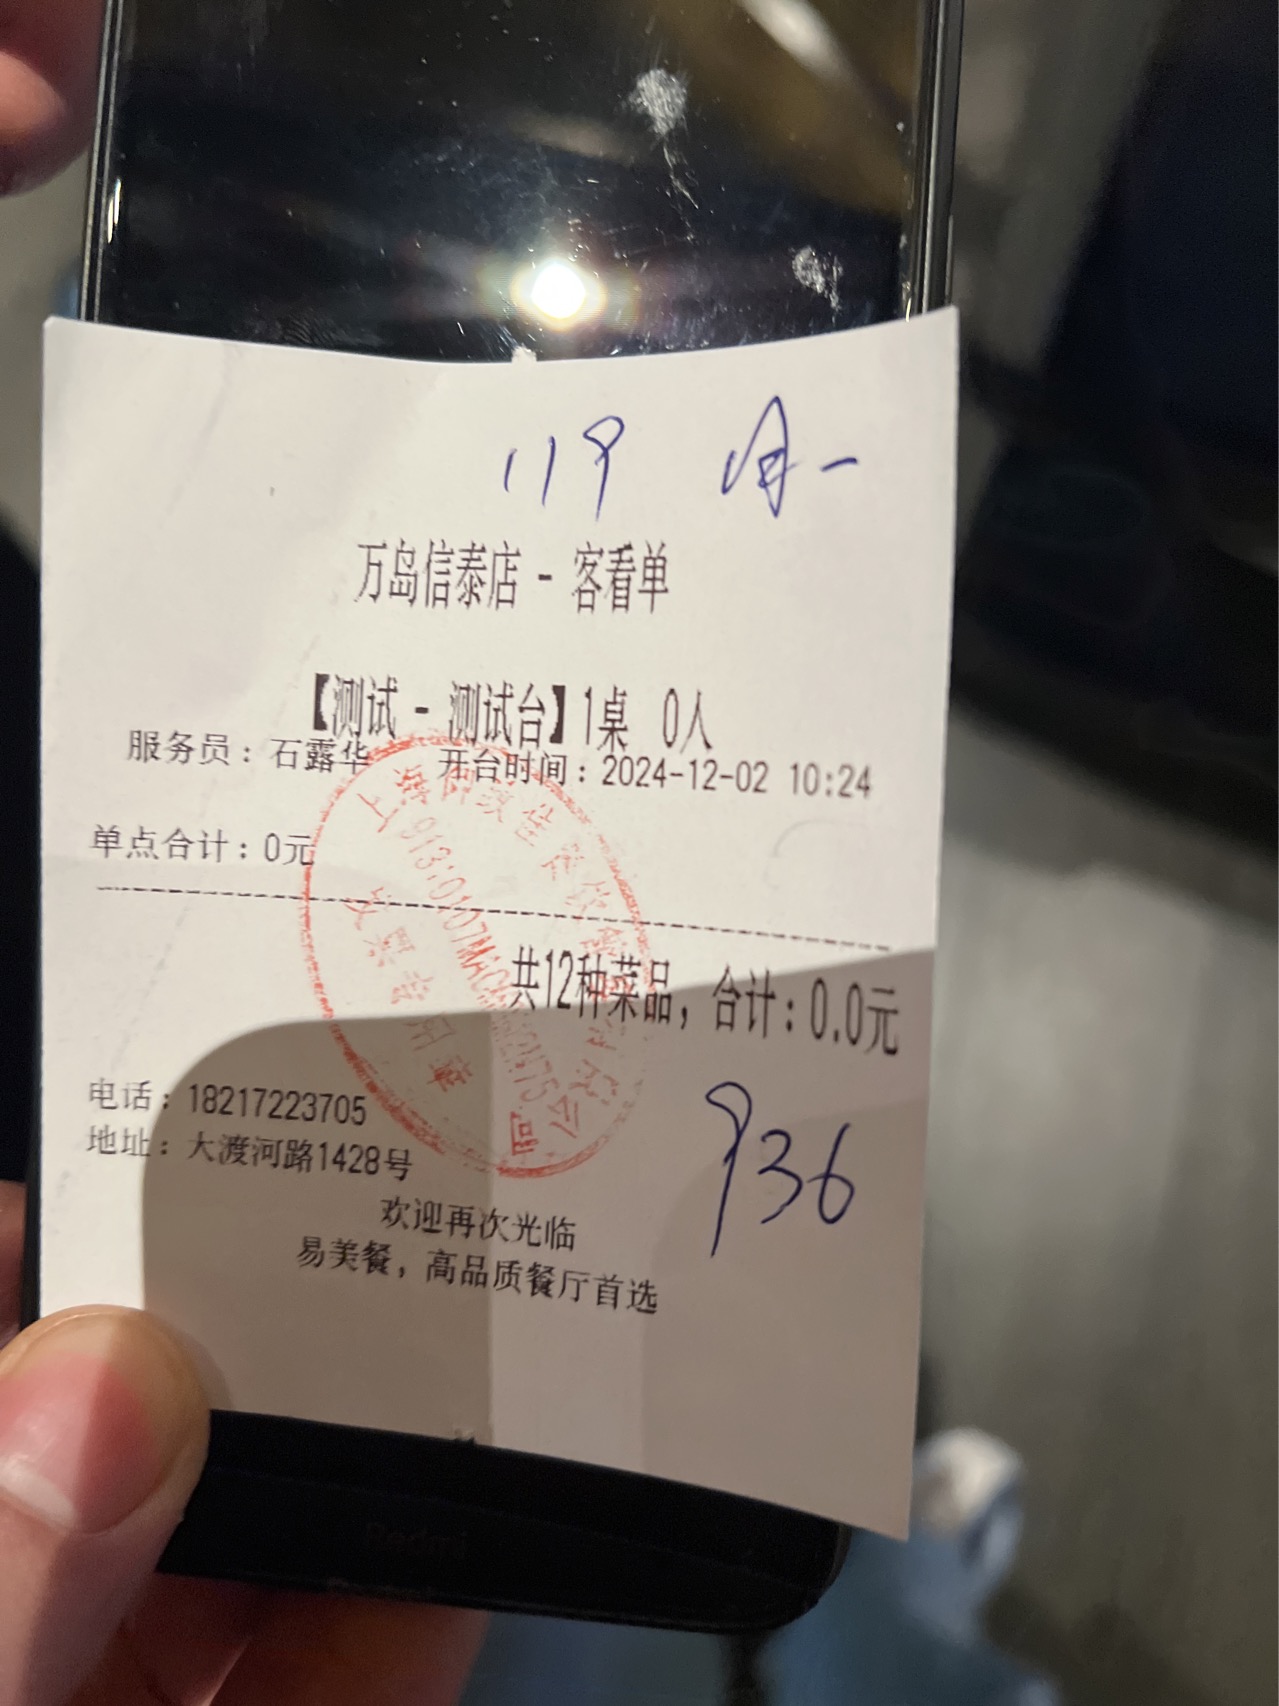 119
万岛信泰店 - 客看单
【测试 - 测试台】1桌 0人
服务员：石露华 开台时间：2024-12-02 10:24
单点合计：0元
共12种菜品，合计：0.0元
936
电话：18217223705
地址：大渡河路1428号
欢迎再次光临
易美餐，高品质餐厅首选
Redmi